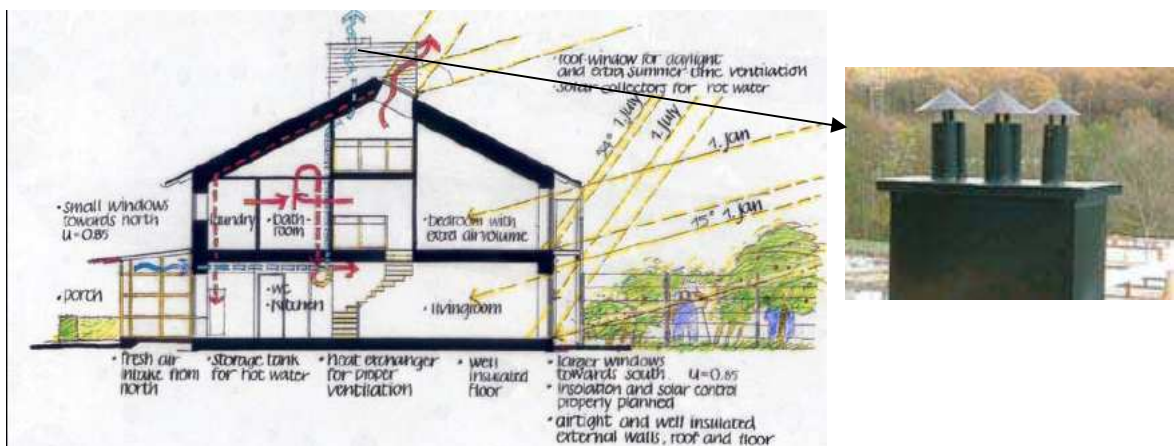 · roof-window for daylight
and extra summer-time ventilation
· solar collectors for hot water
54° 1. July
1. July
1. Jan
15° 1. Jan
· small windows
towards north
u=0.85
laundry
· bath-
room
· bedroom with
extra airvolume
· porch
· wc
· kitchen
· livingroom
· fresh air
intake from
north
· storage tank
for hot water
· heat exchanger
for proper
ventilation
· well
insulated
floor
· larger windows
towards south u=0.85
· insolation and solar control
properly planned
· airtight and well insulated
external walls, roof and floor